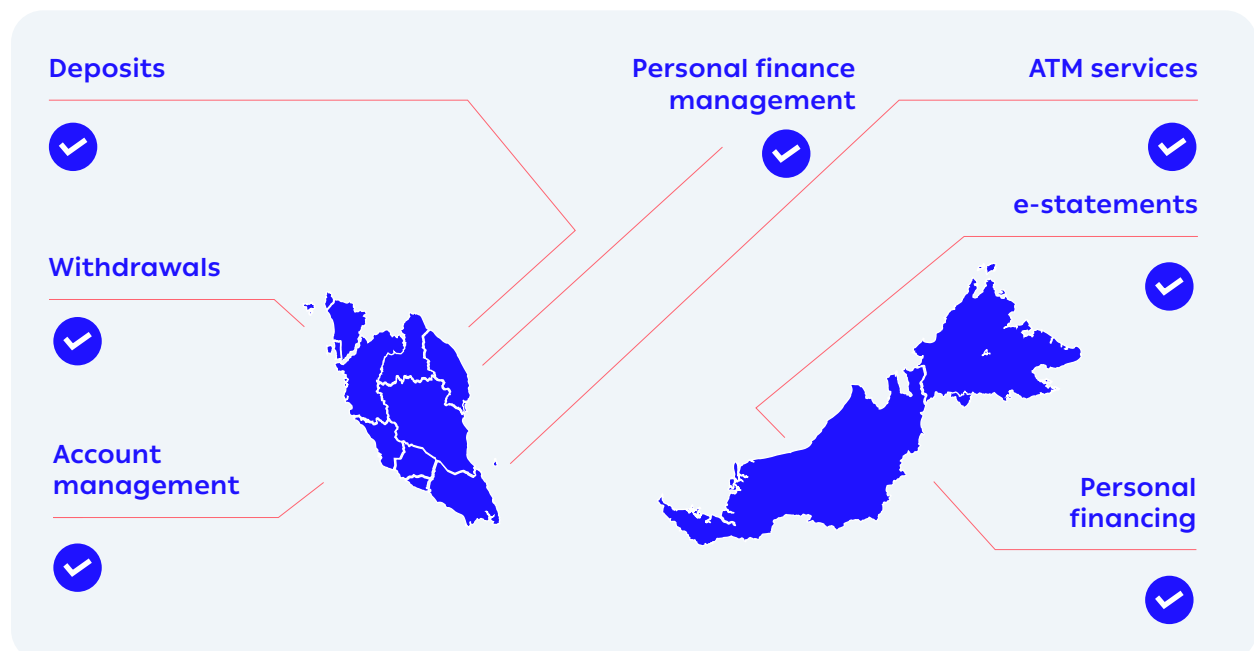 Deposits
Personal finance
management
ATM services
e-statements
Withdrawals
Account
management
Personal
financing